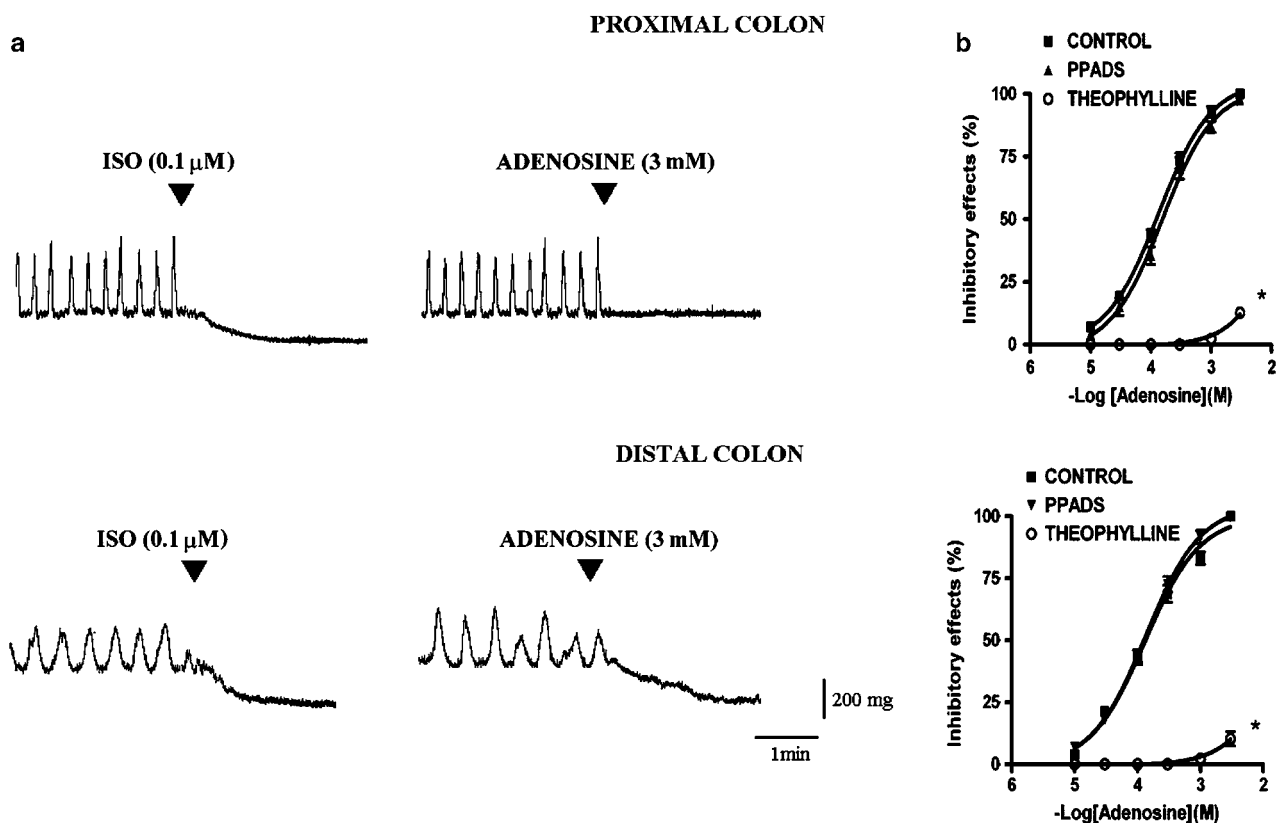 PROXIMAL COLON
a
ISO (0.1 µM)
ADENOSINE (3 mM)
b
CONTROL
PPADS
THEOPHYLLINE
Inhibitory effects (%)
100
75
50
25
0
*
6 5 4 3 2
-Log [Adenosine](M)
DISTAL COLON
ISO (0.1 µM)
ADENOSINE (3 mM)
200 mg
1min
CONTROL
PPADS
THEOPHYLLINE
Inhibitory effects (%)
100
75
50
25
0
*
6 5 4 3 2
-Log[Adenosine](M)